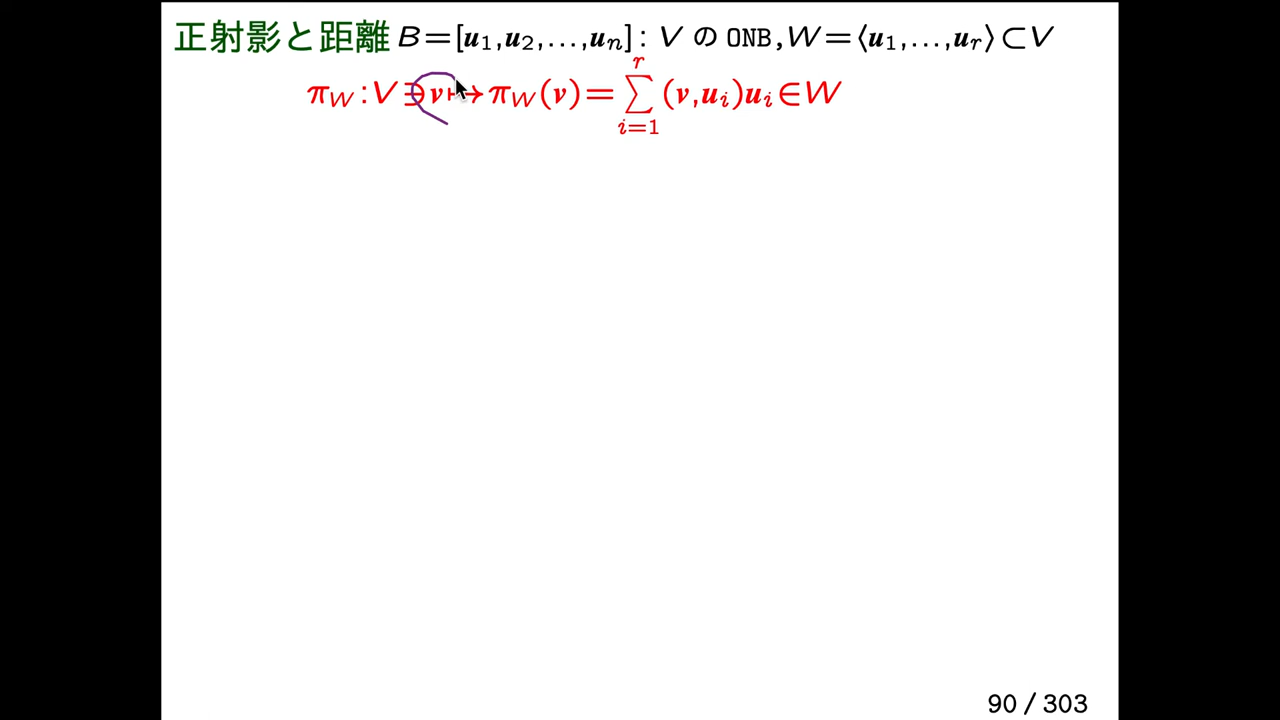 正射影と距離 B=[u₁,u₂,…,uₙ]: V の ONB,W=⟨u₁,…,uᵣ⟩⊂V
π_W:V∋v↦π_W(v)=∑_{i=1}^{r}(v,uᵢ)uᵢ∈W
90 / 303